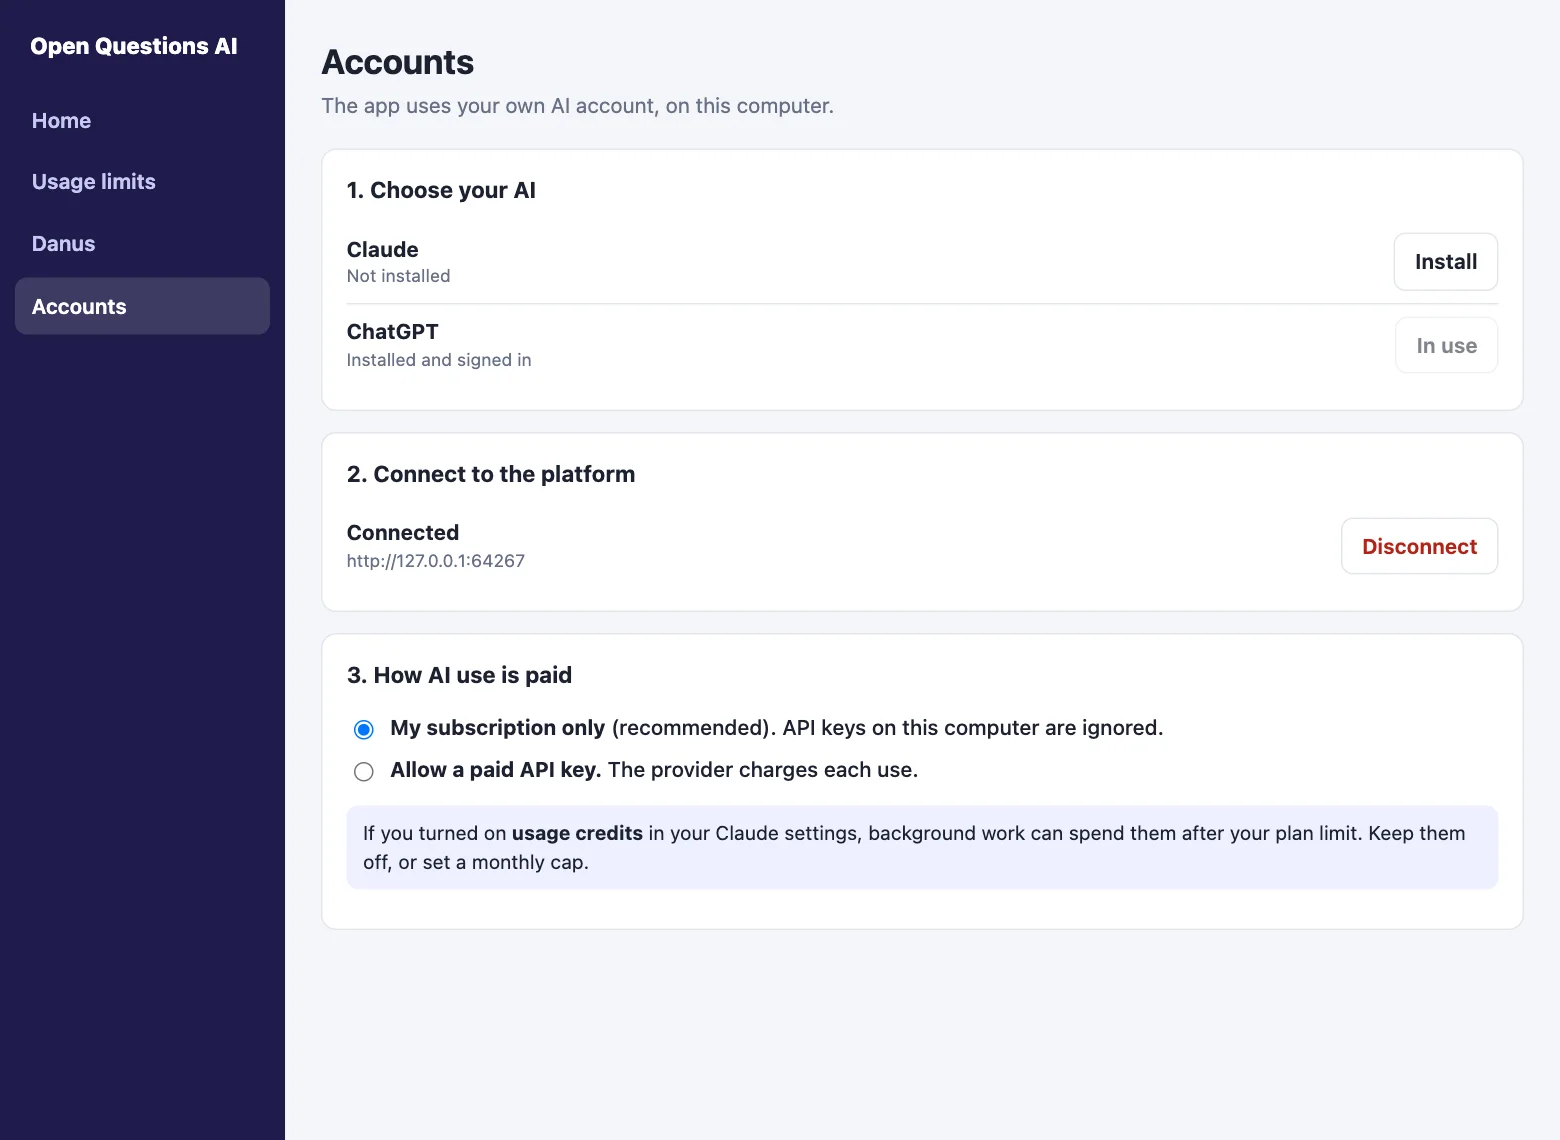 Open Questions AI
Home
Usage limits
Danus
Accounts
Accounts
The app uses your own AI account, on this computer.
1. Choose your AI
Claude
Not installed
Install
ChatGPT
Installed and signed in
In use
2. Connect to the platform
Connected
http://127.0.0.1:64267
Disconnect
3. How AI use is paid
My subscription only (recommended). API keys on this computer are ignored.
Allow a paid API key. The provider charges each use.
If you turned on usage credits in your Claude settings, background work can spend them after your plan limit. Keep them
off, or set a monthly cap.